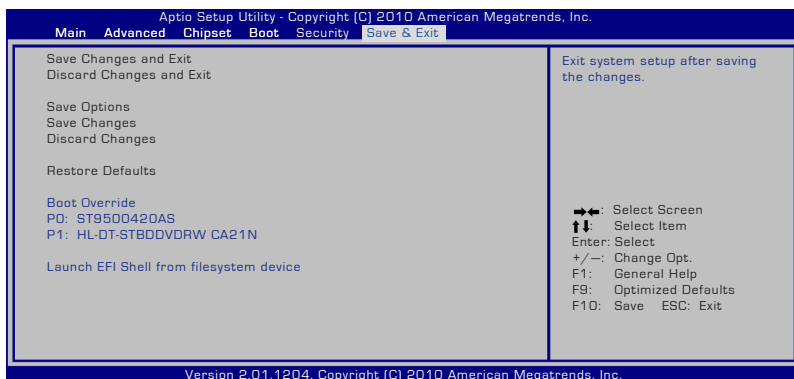 Aptio Setup Utility - Copyright (C) 2010 American Megatrends, Inc.
Main Advanced Chipset Boot Security Save & Exit
Save Changes and Exit
Discard Changes and Exit
Save Options
Save Changes
Discard Changes
Restore Defaults
Boot Override
P0: ST9500420AS
P1: HL-DT-STBDDVDRW CA21N
Launch EFI Shell from filesystem device
Exit system setup after saving
the changes.
→←: Select Screen
↑↓: Select Item
Enter: Select
+/—: Change Opt.
F1: General Help
F9: Optimized Defaults
F10: Save ESC: Exit
Version 2.01.1204. Copyright (C) 2010 American Megatrends, Inc.